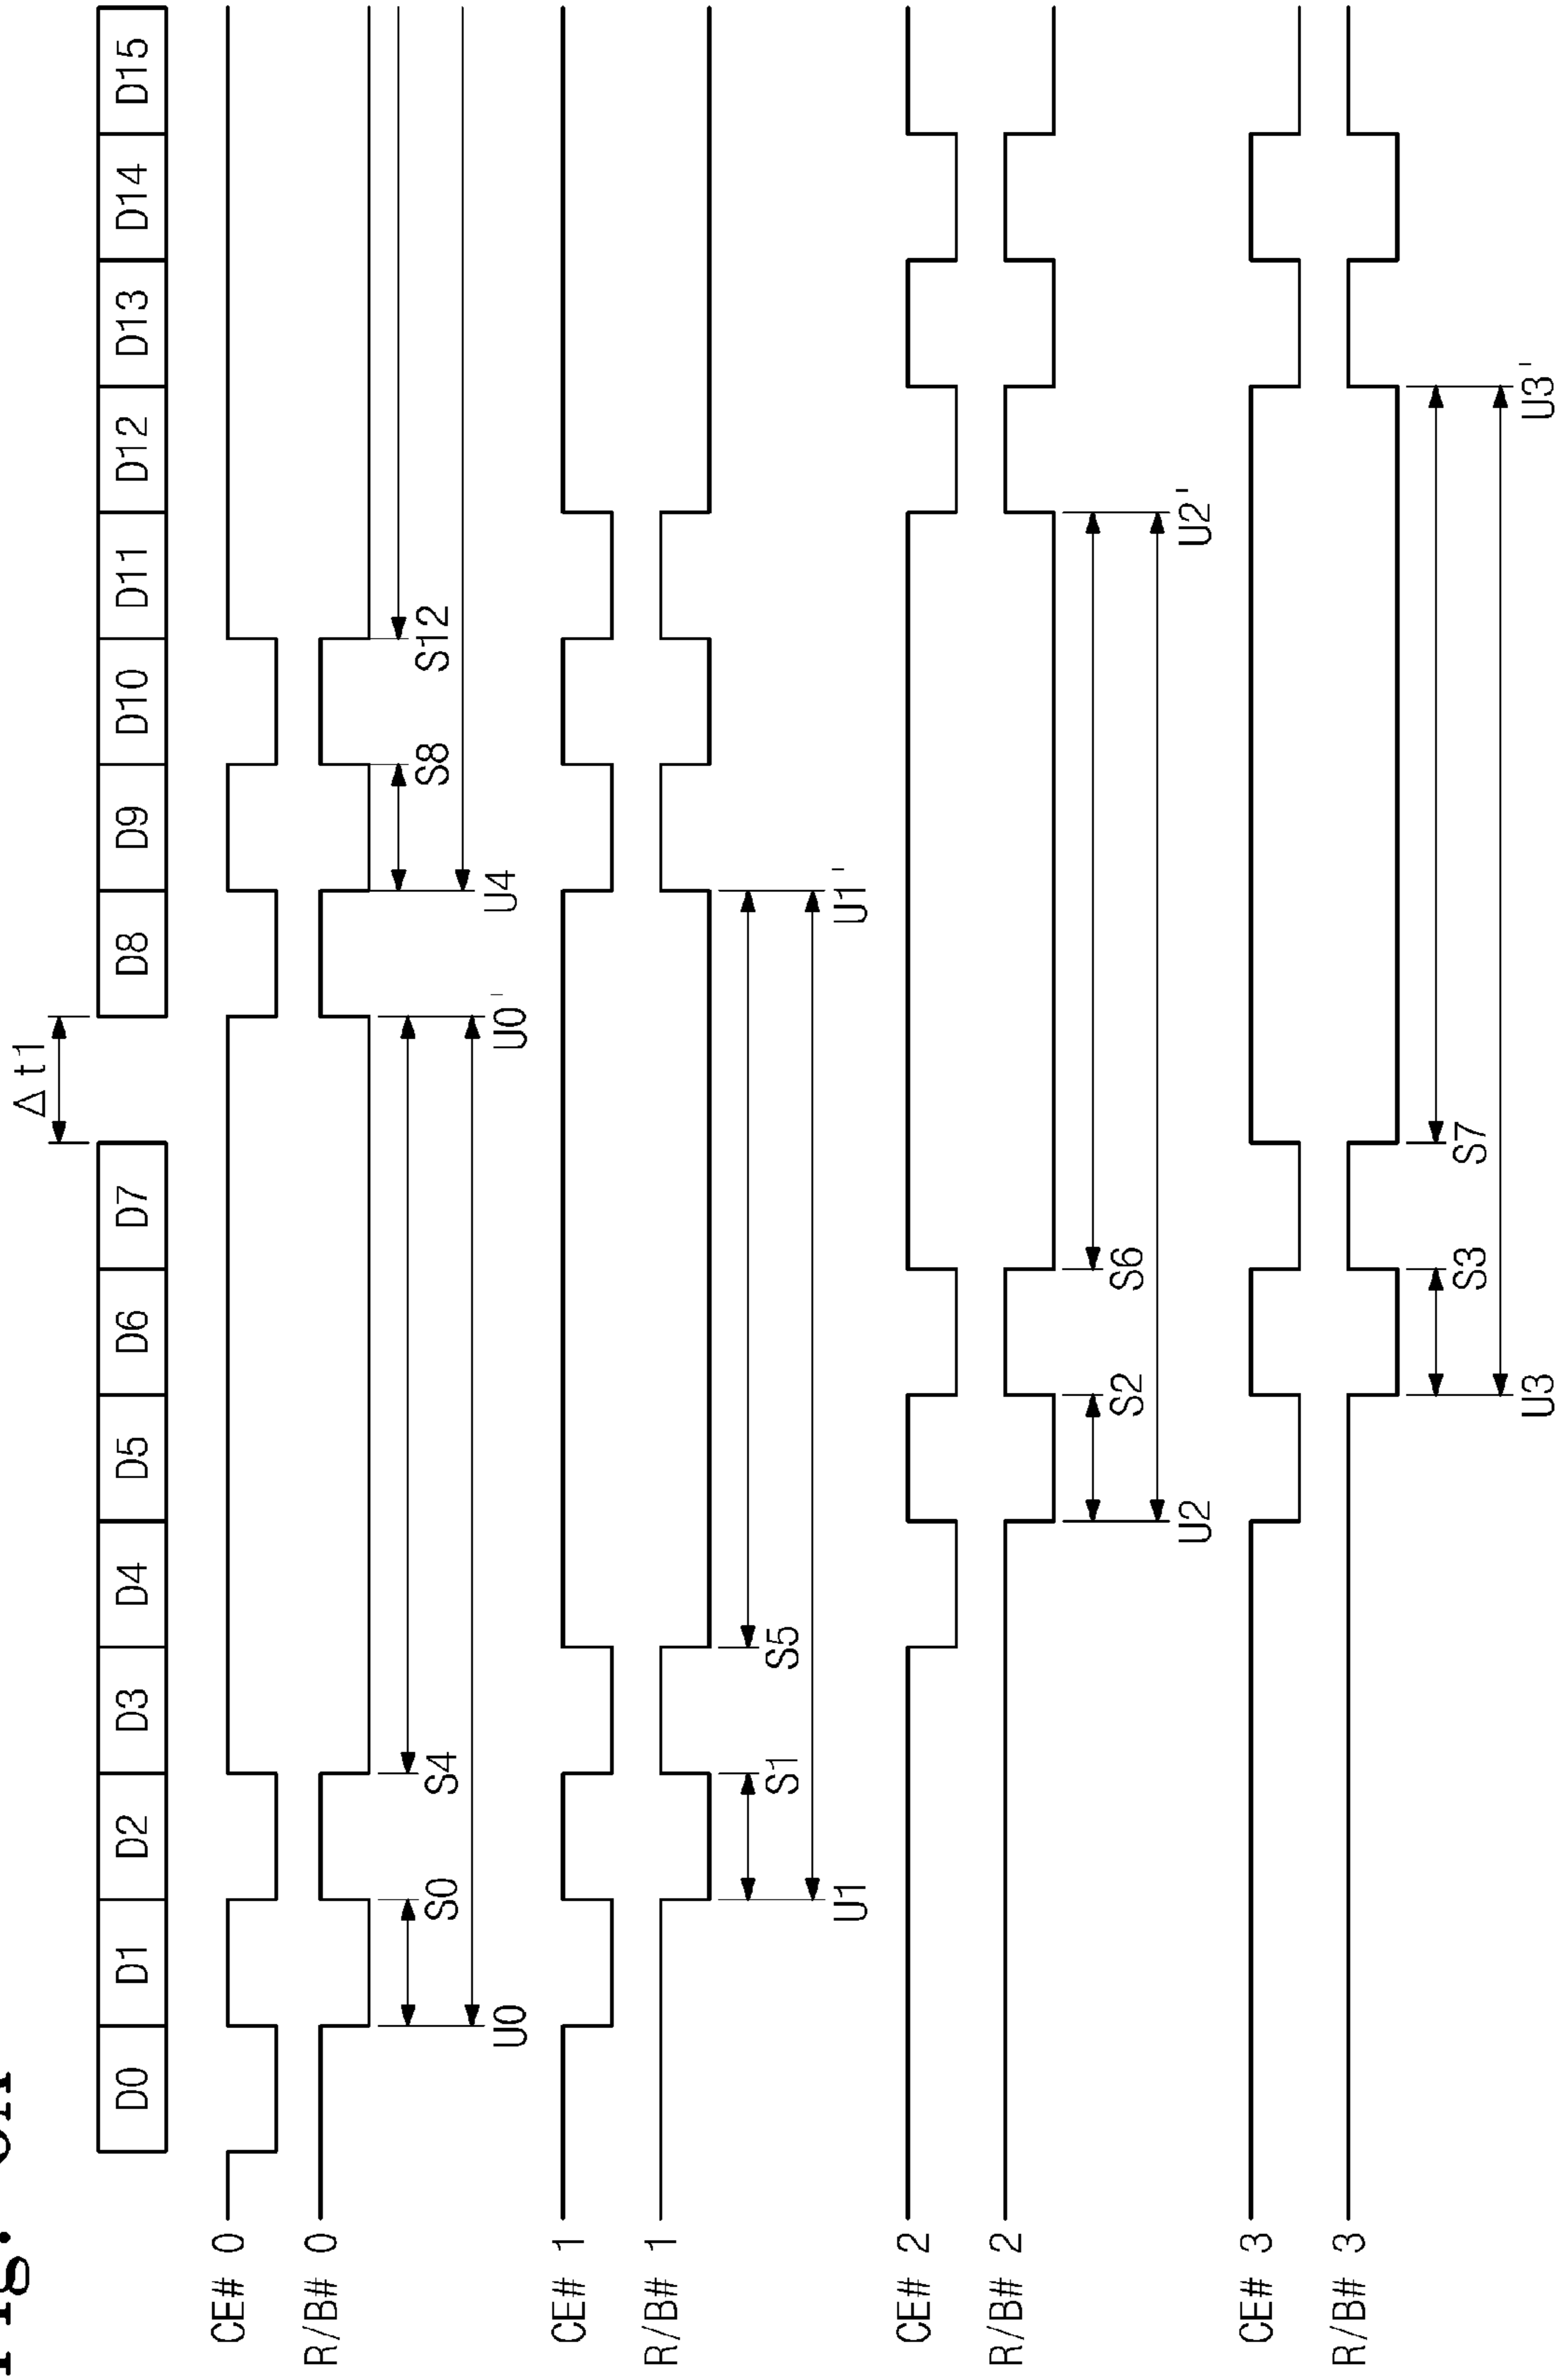 Δt1
D0 D1 D2 D3 D4 D5 D6 D7 D8 D9 D10 D11 D12 D13 D14 D15
CE# 0
R/B# 0
S0 S4 S8 S12
U0 U0' U4
CE# 1
R/B# 1
S1 S5
U1 U1'
CE# 2
R/B# 2
S2 S6
U2 U2'
CE# 3
R/B# 3
S3 S7
U3 U3'